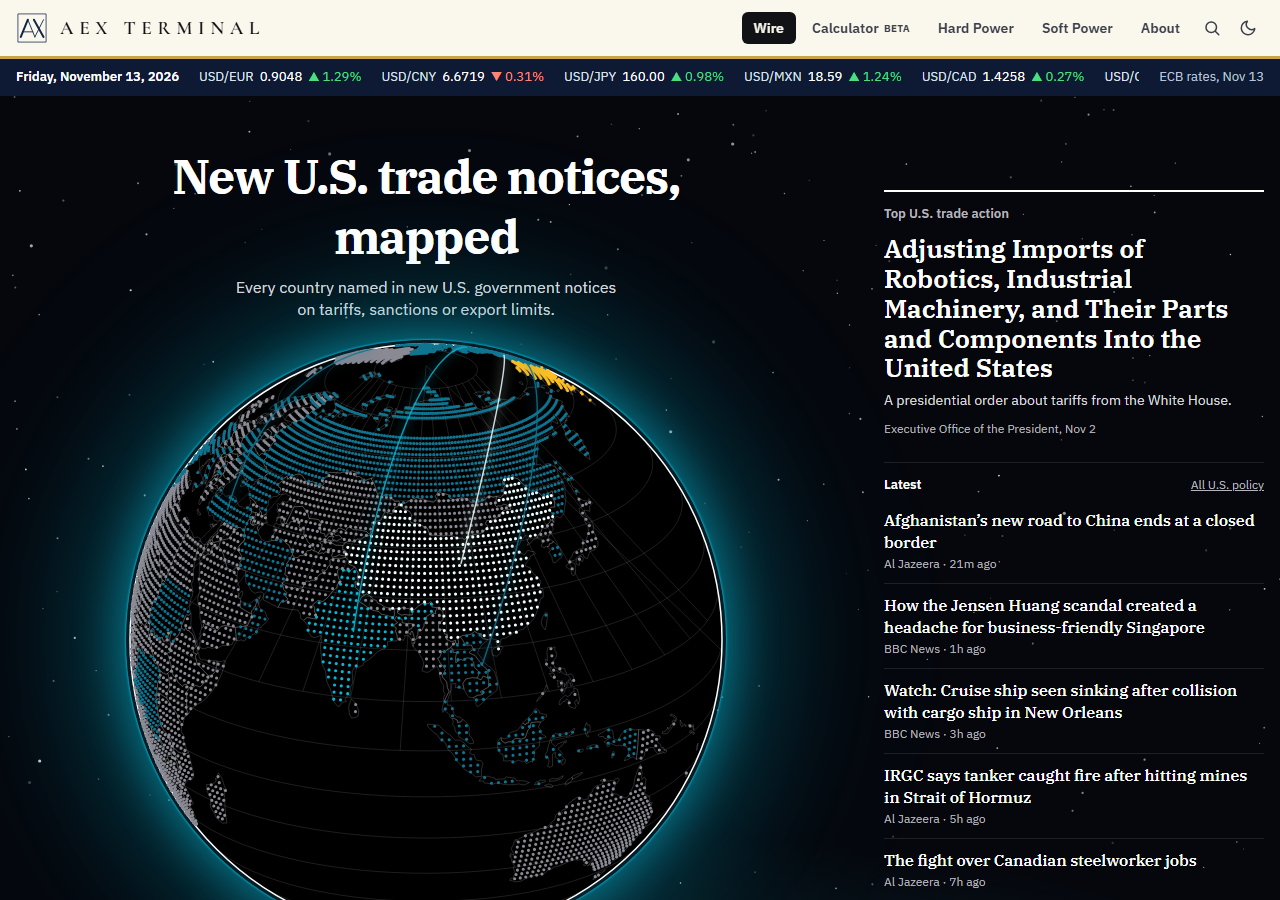 AX AEX TERMINAL
Wire Calculator BETA Hard Power Soft Power About
Friday, November 13, 2026 USD/EUR 0.9048 ▲ 1.29% USD/CNY 6.6719 ▼ 0.31% USD/JPY 160.00 ▲ 0.98% USD/MXN 18.59 ▲ 1.24% USD/CAD 1.4258 ▲ 0.27% USD/ ECB rates, Nov 13
New U.S. trade notices,
mapped
Every country named in new U.S. government notices
on tariffs, sanctions or export limits.
Top U.S. trade action
Adjusting Imports of
Robotics, Industrial
Machinery, and Their Parts
and Components Into the
United States
A presidential order about tariffs from the White House.
Executive Office of the President, Nov 2
Latest All U.S. policy
Afghanistan’s new road to China ends at a closed
border
Al Jazeera · 21m ago
How the Jensen Huang scandal created a
headache for business-friendly Singapore
BBC News · 1h ago
Watch: Cruise ship seen sinking after collision
with cargo ship in New Orleans
BBC News · 3h ago
IRGC says tanker caught fire after hitting mines
in Strait of Hormuz
Al Jazeera · 5h ago
The fight over Canadian steelworker jobs
Al Jazeera · 7h ago